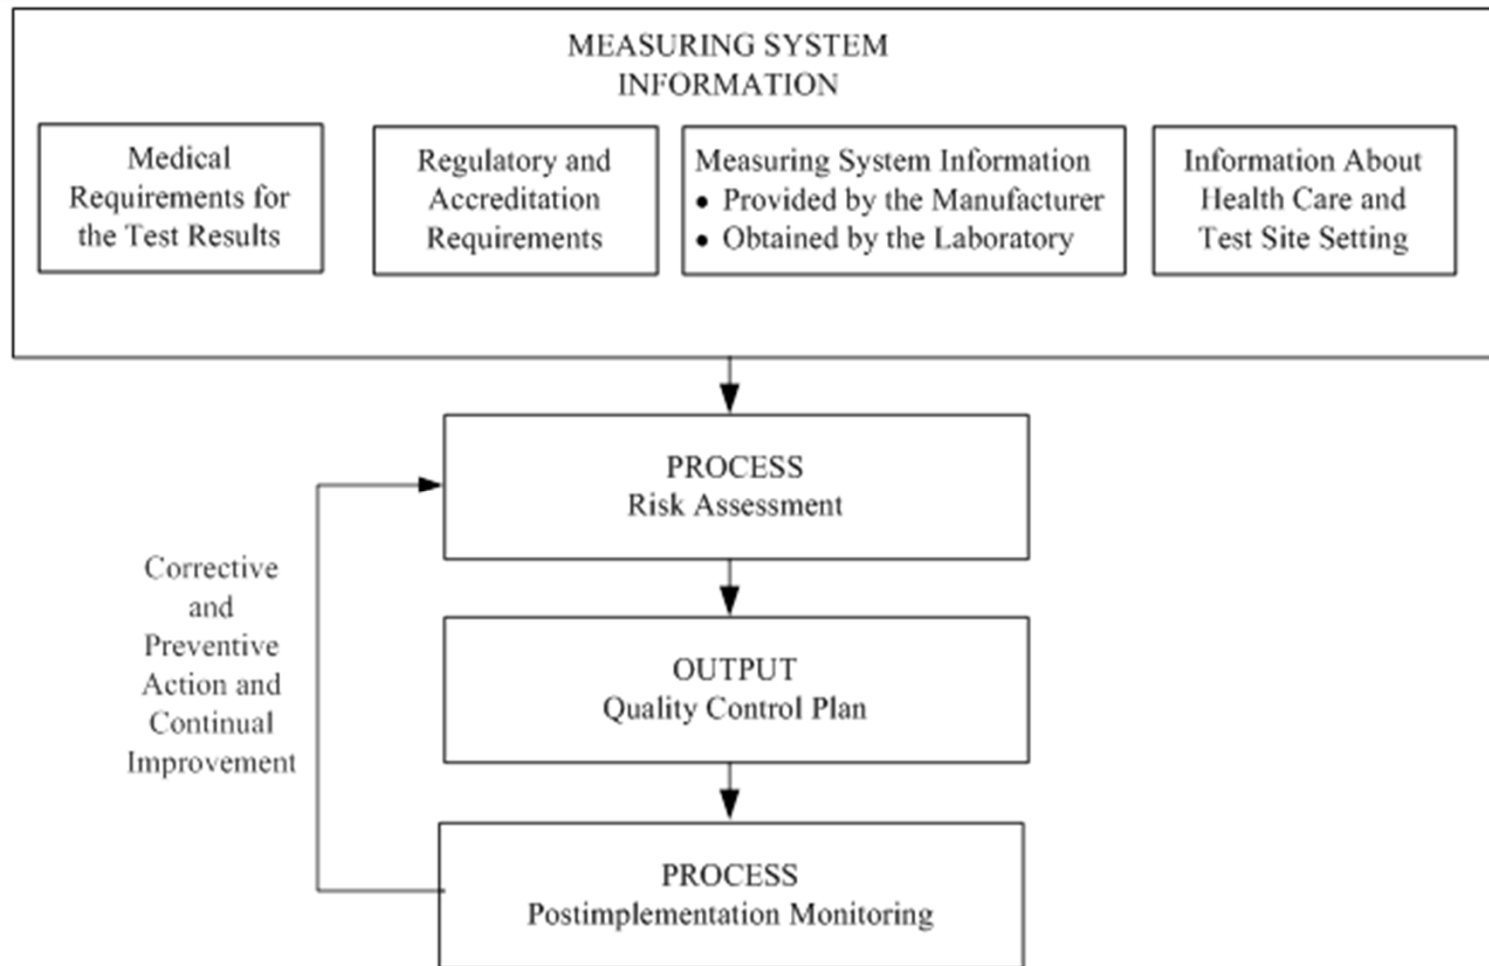 MEASURING SYSTEM
INFORMATION
Medical
Requirements for
the Test Results
Regulatory and
Accreditation
Requirements
Measuring System Information
• Provided by the Manufacturer
• Obtained by the Laboratory
Information About
Health Care and
Test Site Setting
PROCESS
Risk Assessment
Corrective
and
Preventive
Action and
Continual
Improvement
OUTPUT
Quality Control Plan
PROCESS
Postimplementation Monitoring